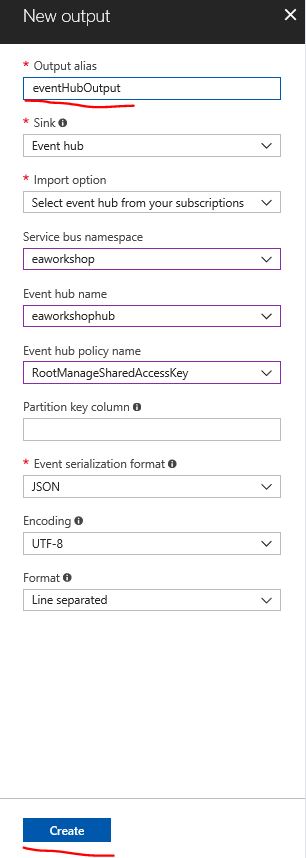 New output
* Output alias
eventHubOutput
* Sink
Event hub
* Import option
Select event hub from your subscriptions
Service bus namespace
eaworkshop
Event hub name
eaworkshophub
Event hub policy name
RootManageSharedAccessKey
Partition key column
* Event serialization format
JSON
Encoding
UTF-8
Format
Line separated
Create